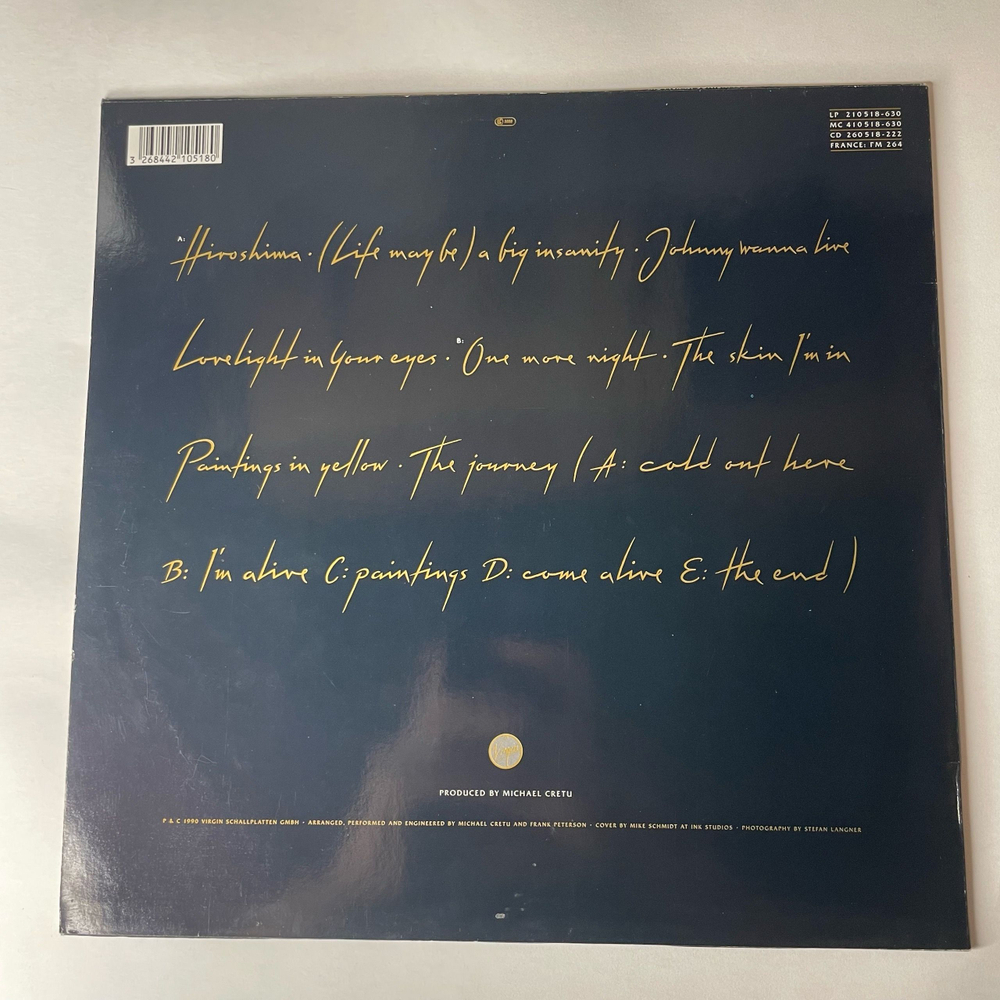 3 268442 105180
LP 210518-630
MC 410518-630
CD 260518-222
FRANCE: PM 264
A: Hiroshima · (Life may be) a big insanity · Johnny wanna live
Lovelight in your eyes · B: One more night · The skin I'm in
Paintings in yellow · The journey (A: cold out here
B: I'm alive C: paintings D: come alive E: the end)
Virgin
PRODUCED BY MICHAEL CRETU
P & C 1990 VIRGIN SCHALLPLATTEN GMBH · ARRANGED, PERFORMED AND ENGINEERED BY MICHAEL CRETU AND FRANK PETERSON · COVER BY MIKE SCHMIDT AT INK STUDIOS · PHOTOGRAPHY BY STEFAN LANGNER